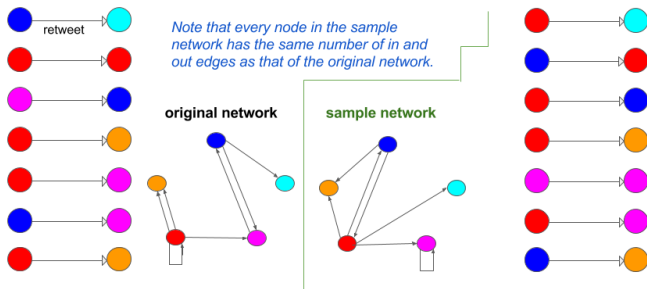 retweet
Note that every node in the sample
network has the same number of in and
out edges as that of the original network.
original network
sample network